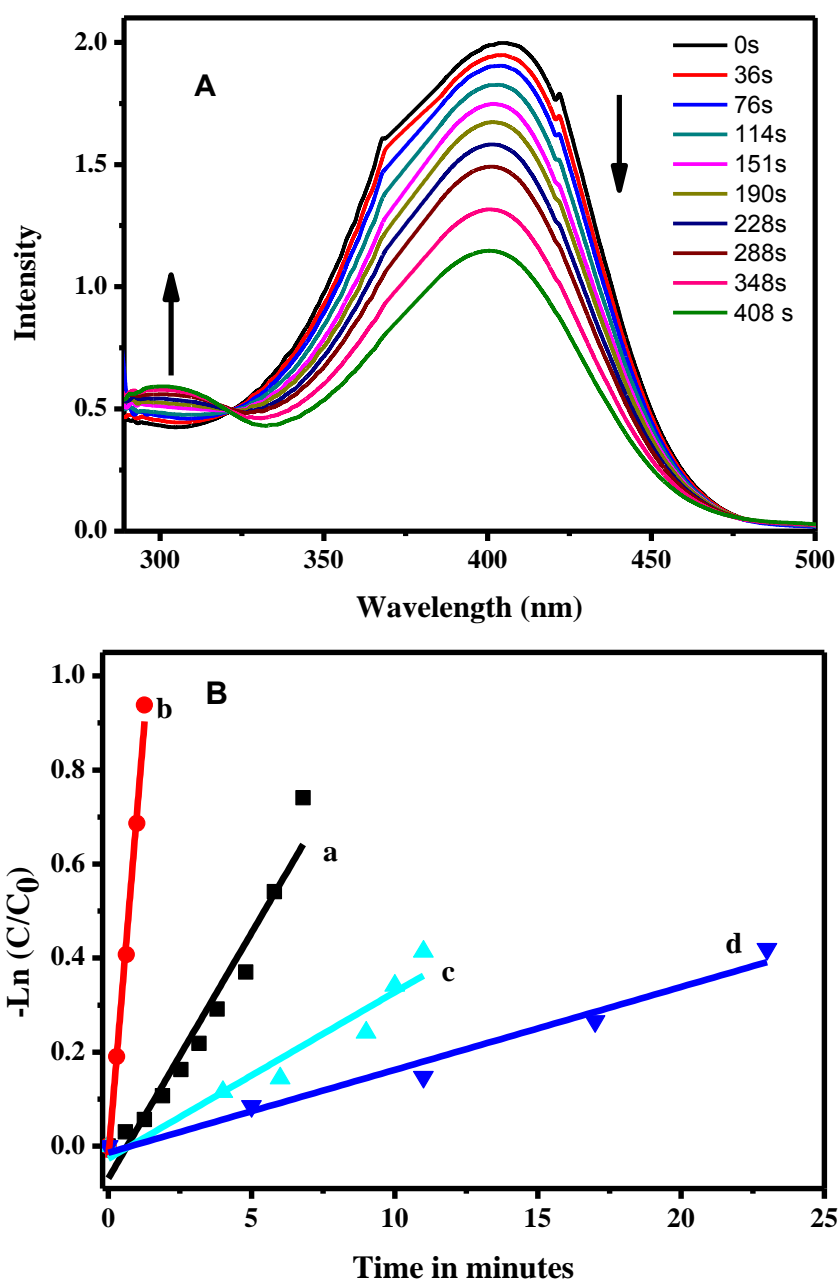 A
0s
36s
76s
114s
151s
190s
228s
288s
348s
408 s
2.0
1.5
1.0
0.5
0.0
Intensity
300 350 400 450 500
Wavelength (nm)
B
b
a
c
d
1.0
0.8
0.6
0.4
0.2
0.0
-Ln (C/C0)
0 5 10 15 20 25
Time in minutes